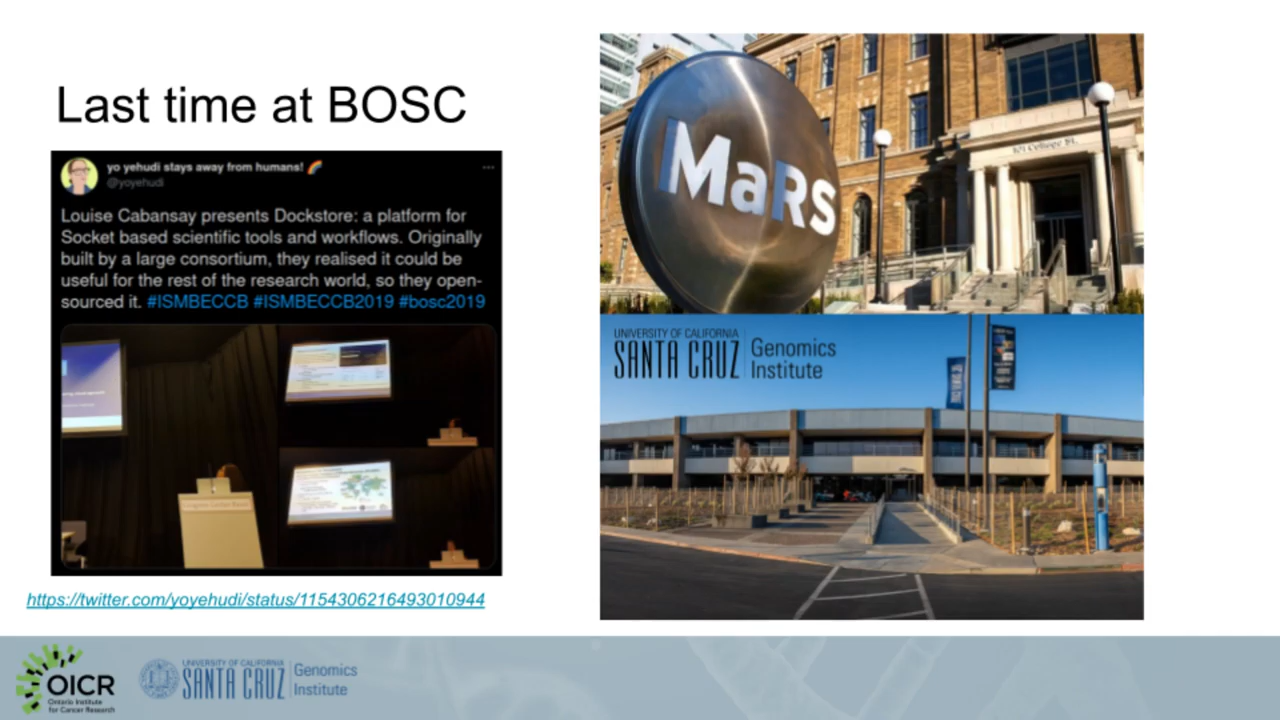 Last time at BOSC
yo yehudi stays away from humans!
@yoyehudi
Louise Cabansay presents Dockstore: a platform for
Socket based scientific tools and workflows. Originally
built by a large consortium, they realised it could be
useful for the rest of the research world, so they open-
sourced it. #ISMBECCB #ISMBECCB2019 #bosc2019
https://twitter.com/yoyehudi/status/1154306216493010944
MaRS
101 College St.
UNIVERSITY OF CALIFORNIA
SANTA CRUZ
Genomics
Institute
OICR
Ontario Institute
for Cancer Research
UNIVERSITY OF CALIFORNIA
SANTA CRUZ
Genomics
Institute